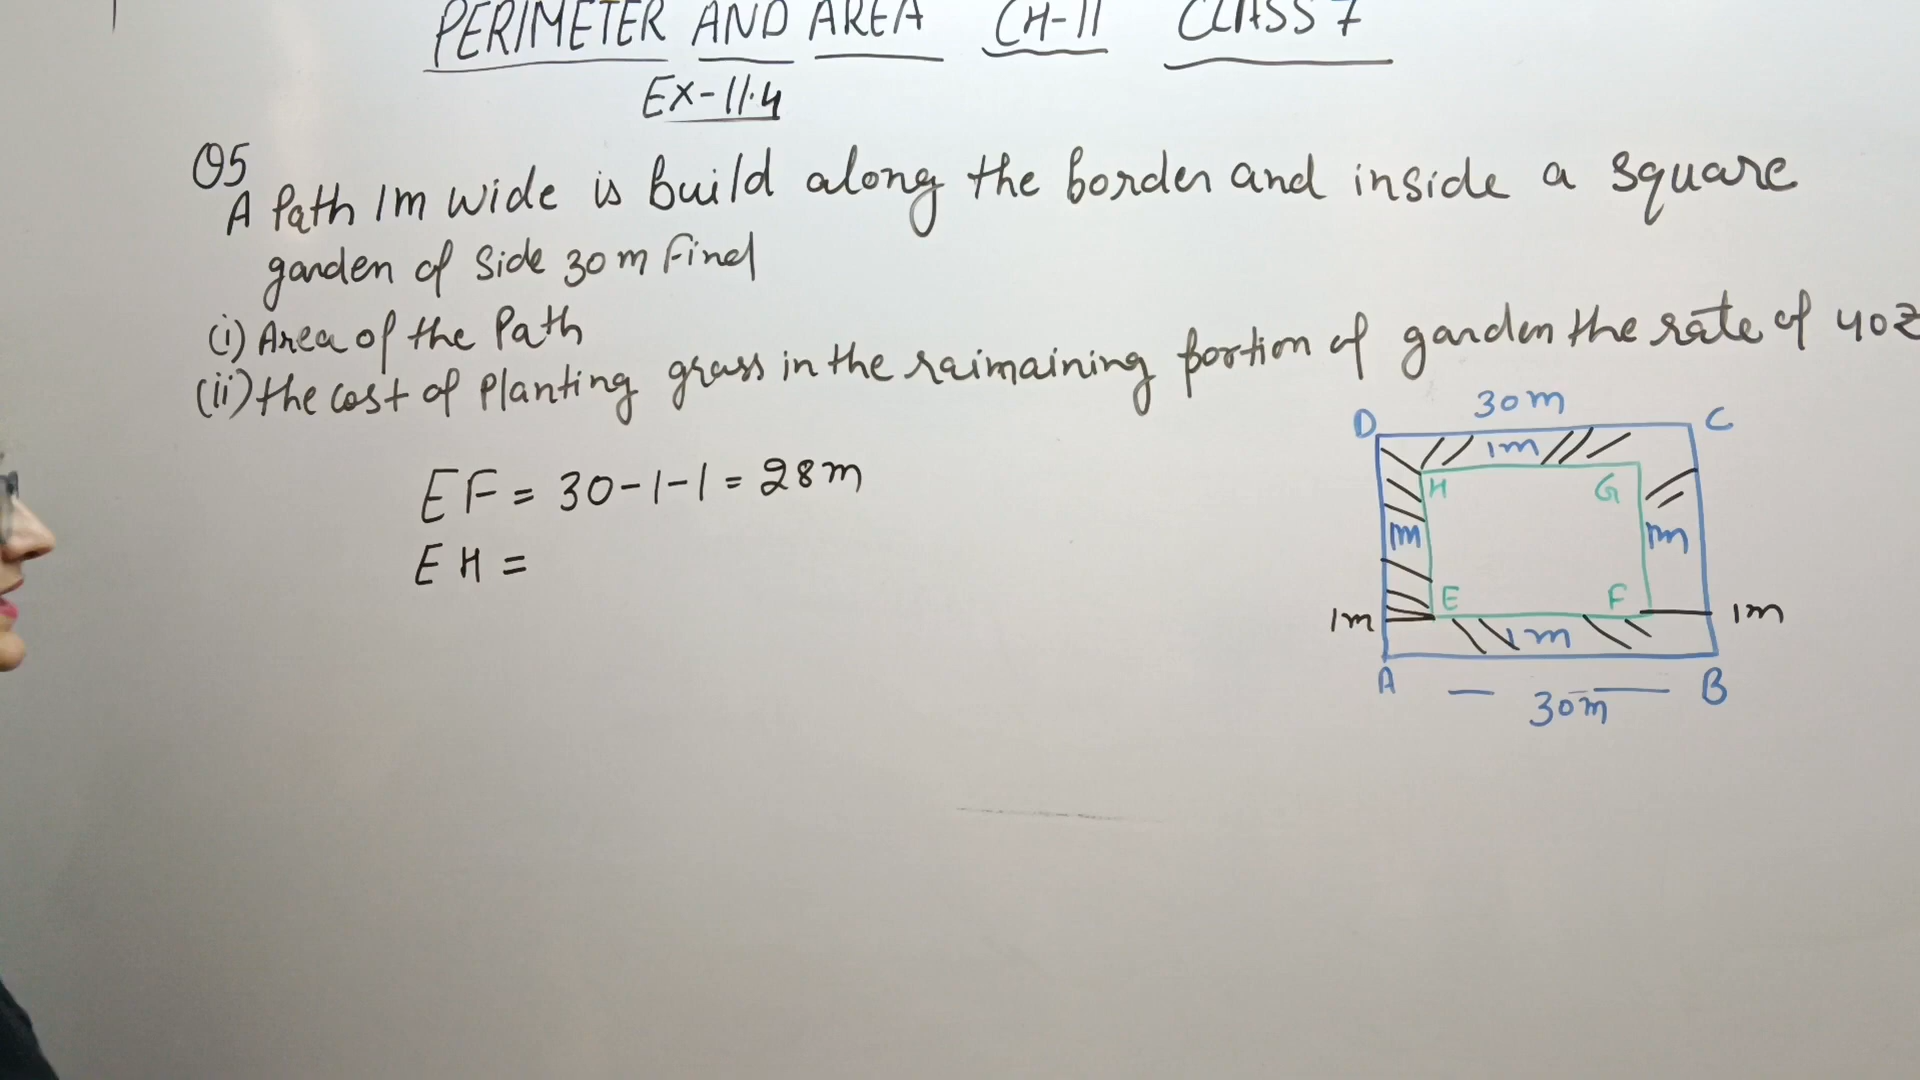 PERIMETER AND AREA CH-11 CLASS 7
EX-11.4
Q5
A Path 1m wide is build along the border and inside a square
garden of side 30m Find
(i) Area of the Path
(ii) the cost of Planting grass in the raimaining portion of garden the rate of 40₹
EF = 30-1-1 = 28m
EH =
30m
D C
1m
H G
1m 1m
E F
1m 1m
1m
A B
30m